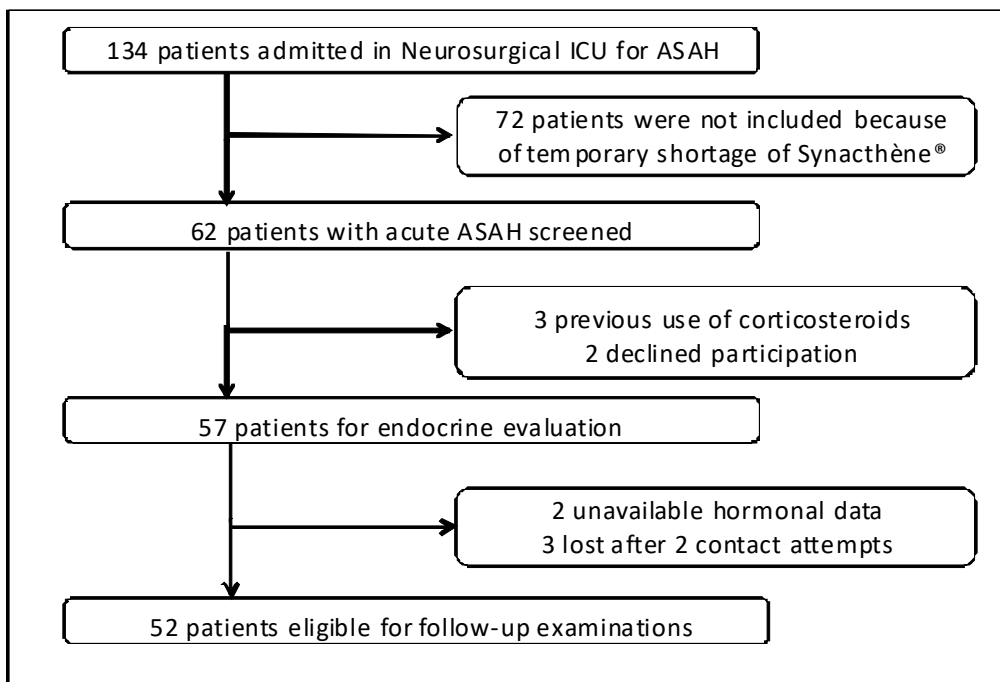 134 patients admitted in Neurosurgical ICU for ASAH
72 patients were not included because
of temporary shortage of Synacthène®
62 patients with acute ASAH screened
3 previous use of corticosteroids
2 declined participation
57 patients for endocrine evaluation
2 unavailable hormonal data
3 lost after 2 contact attempts
52 patients eligible for follow-up examinations